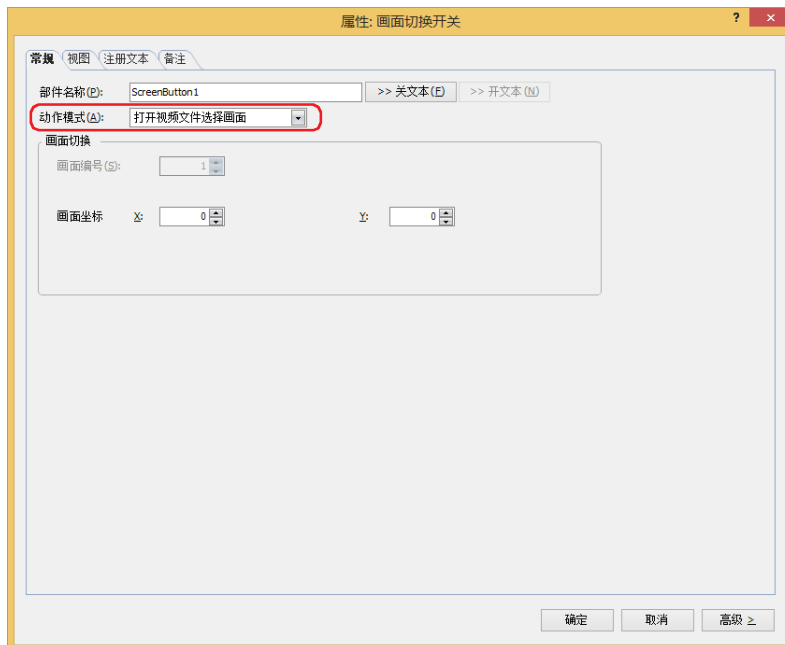 属性: 画面切换开关
? ×
常规 视图 注册文本 备注
部件名称(P): ScreenButton1 >> 关文本(F) >> 开文本(N)
动作模式(A): 打开视频文件选择画面
画面切换
画面编号(S): 1
画面坐标 X: 0 Y: 0
确定 取消 高级 ≥